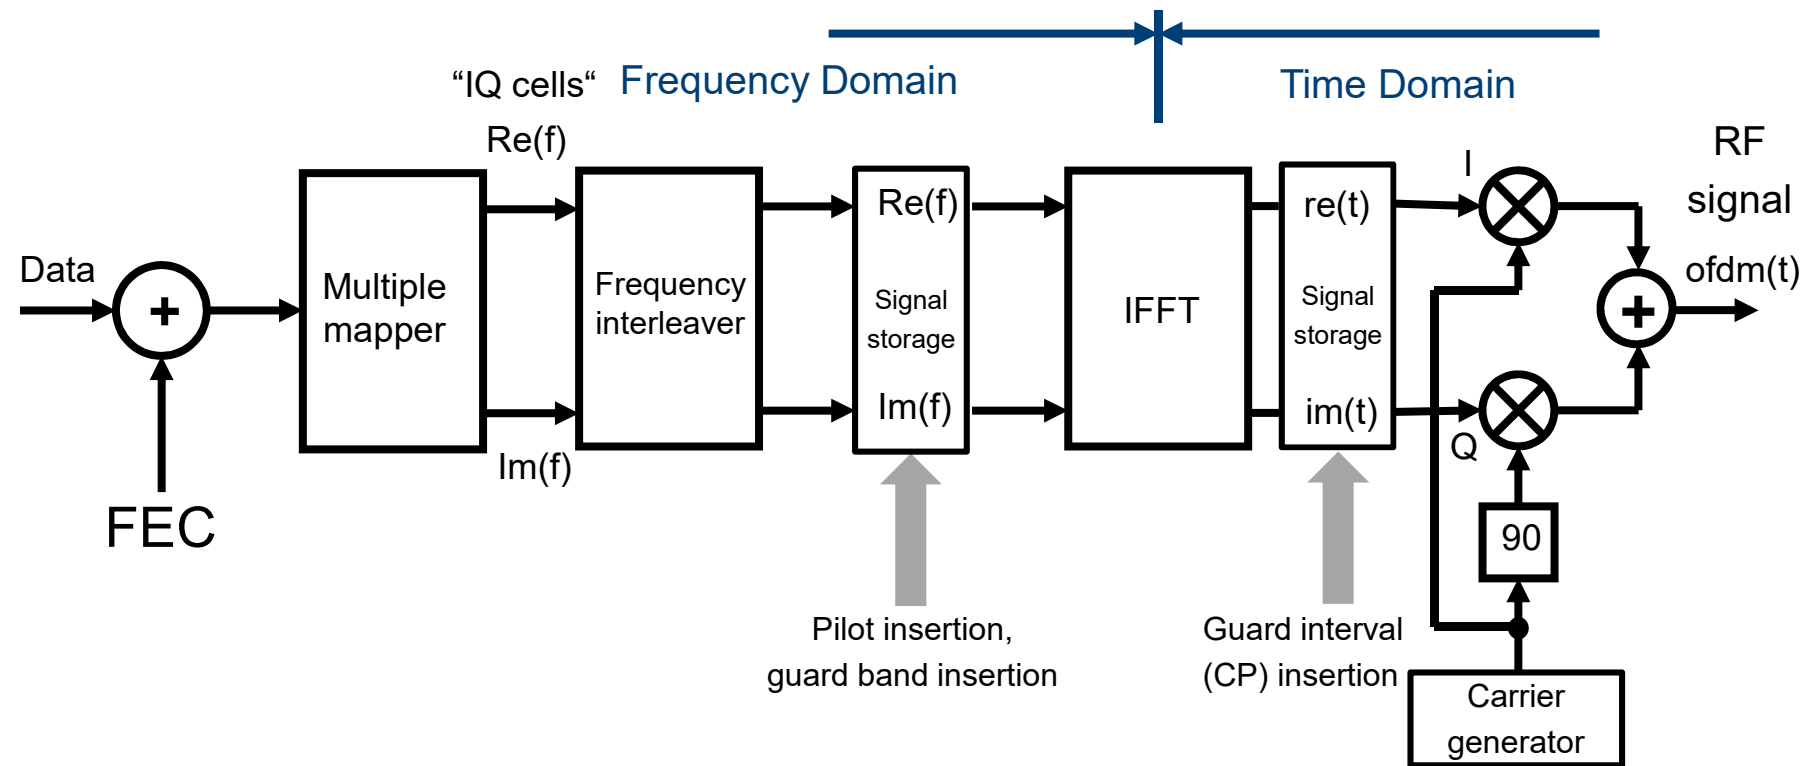 “IQ cells“
Frequency Domain
Time Domain
Re(f)
RF
signal
ofdm(t)
Data
+
FEC
Multiple
mapper
Im(f)
Frequency
interleaver
Re(f)
Signal
storage
Im(f)
IFFT
re(t)
Signal
storage
im(t)
I
Q
+
90
Pilot insertion,
guard band insertion
Guard interval
(CP) insertion
Carrier
generator